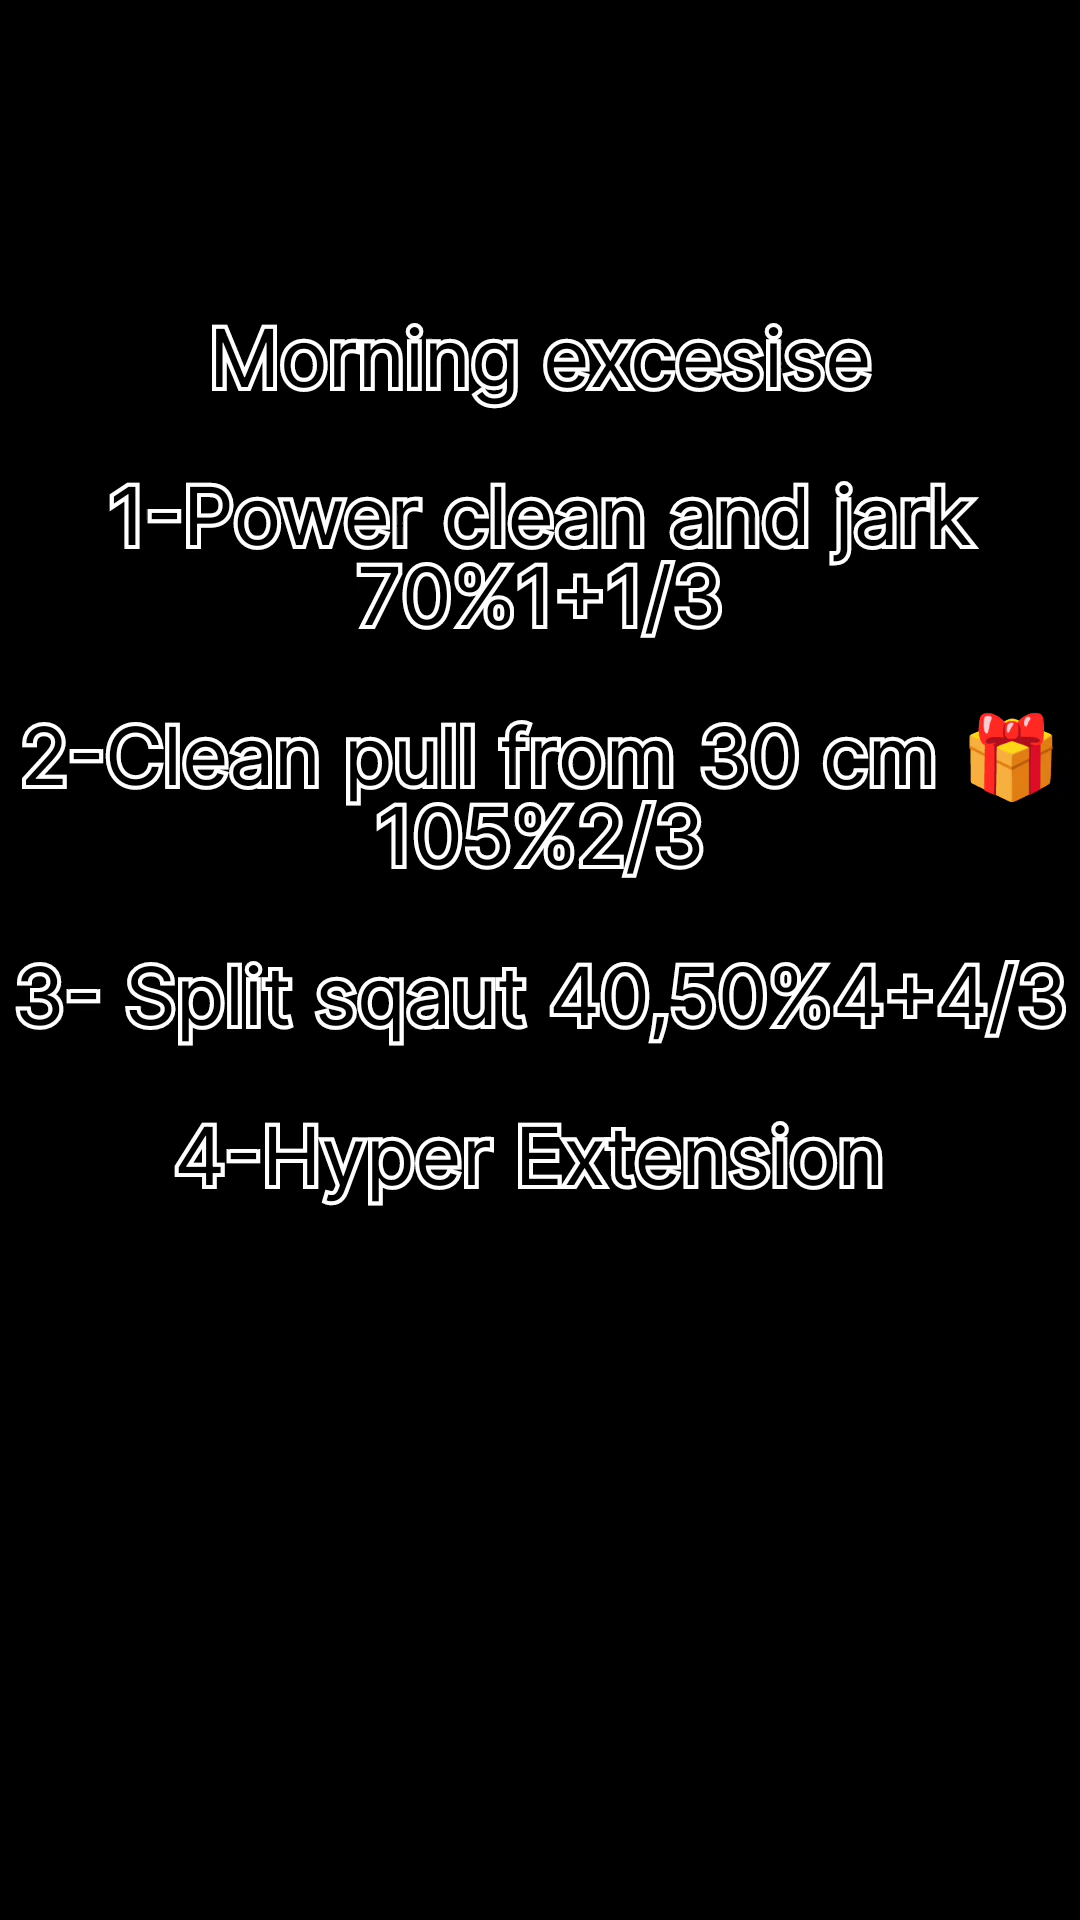 Morning excesise
1-Power clean and jark
70%1+1/3
2-Clean pull from 30 cm 🎁
105%2/3
3- Split sqaut 40,50%4+4/3
4-Hyper Extension